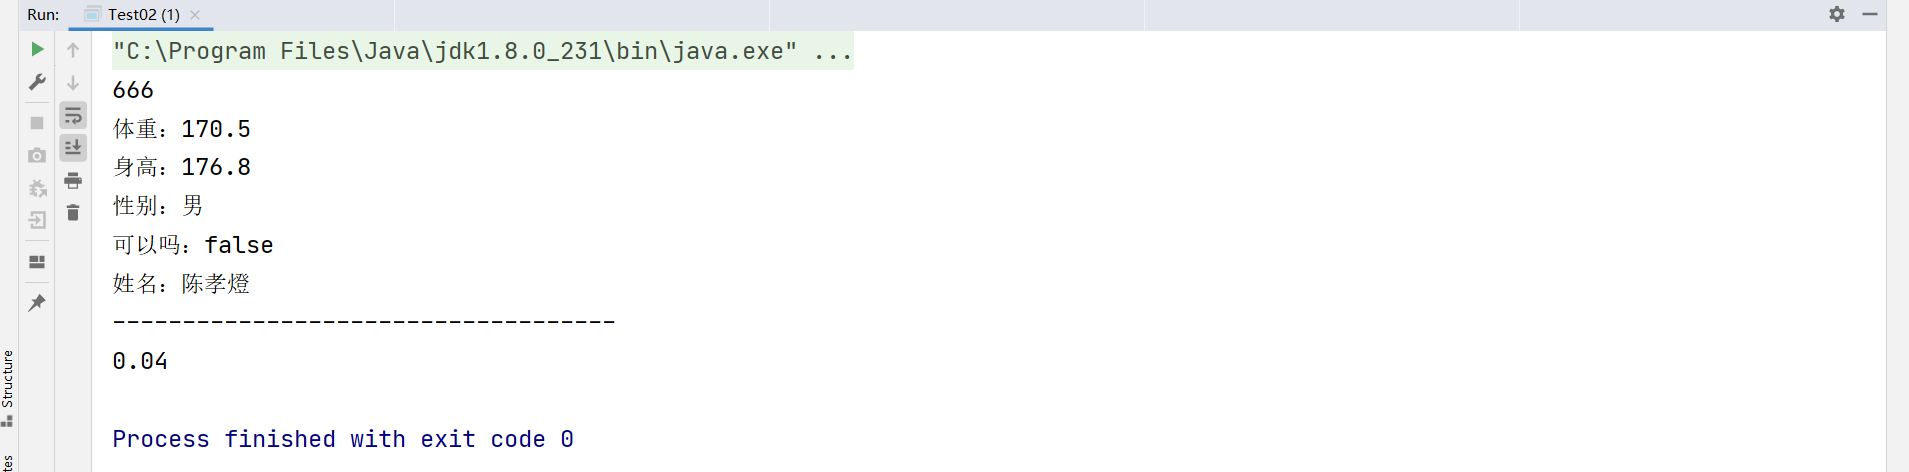 Run: Test02 (1)
"C:\Program Files\Java\jdk1.8.0_231\bin\java.exe" ...
666
体重：170.5
身高：176.8
性别：男
可以吗：false
姓名：陈孝燈
------------------------------------
0.04
Process finished with exit code 0
Structure